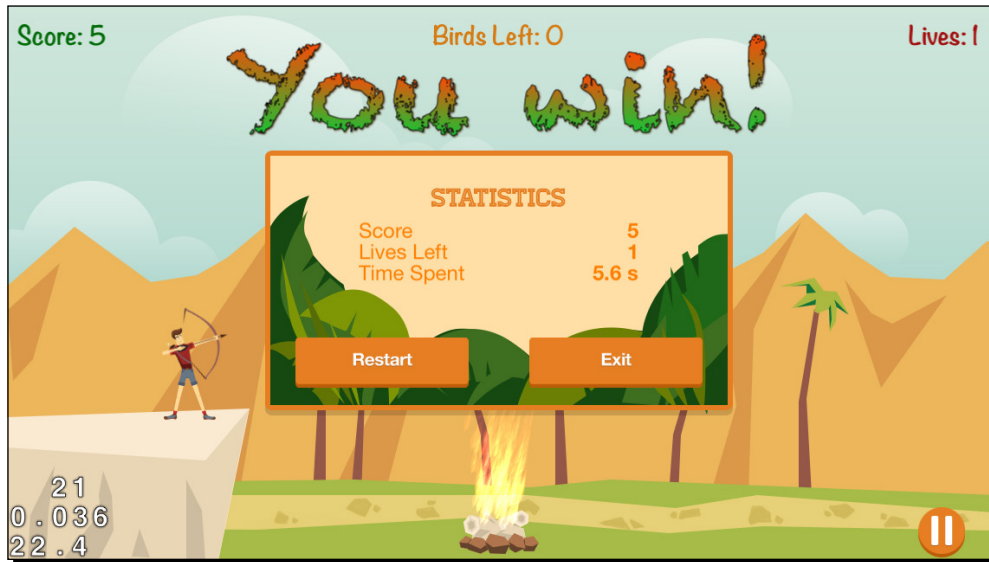 Score: 5 Birds Left: 0 Lives: 1
You win!
STATISTICS
Score 5
Lives Left 1
Time Spent 5.6 s
Restart Exit
21
0.036
22.4